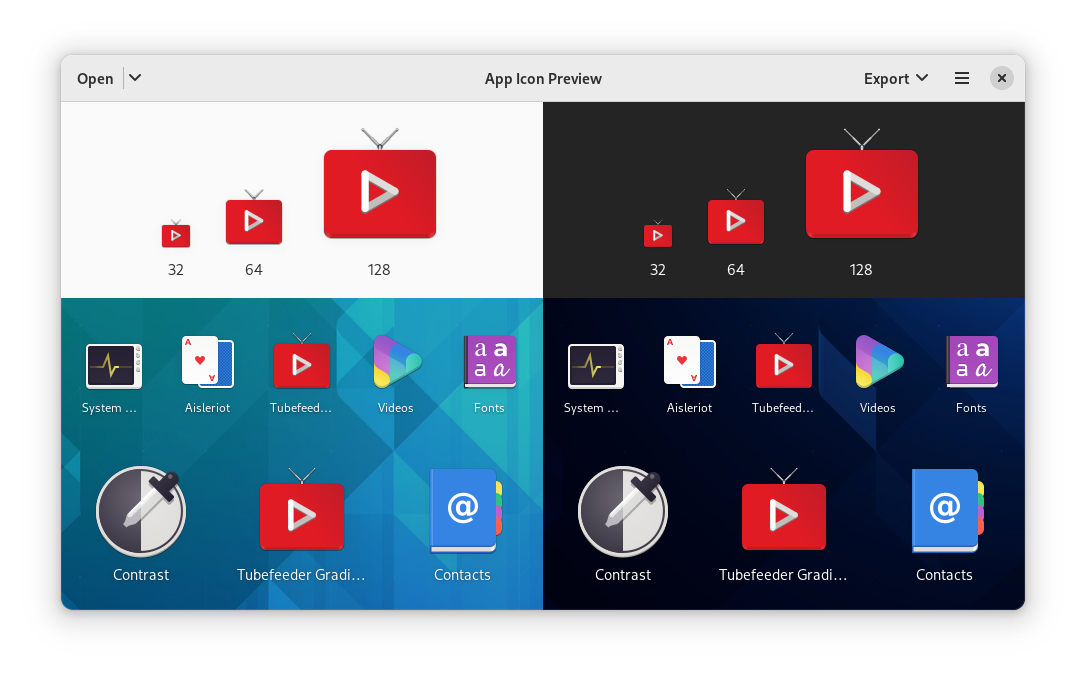 Open
App Icon Preview
Export
32 64 128
32 64 128
System ... Aisleriot Tubefeed... Videos Fonts
System ... Aisleriot Tubefeed... Videos Fonts
Contrast Tubefeeder Gradi... Contacts
Contrast Tubefeeder Gradi... Contacts